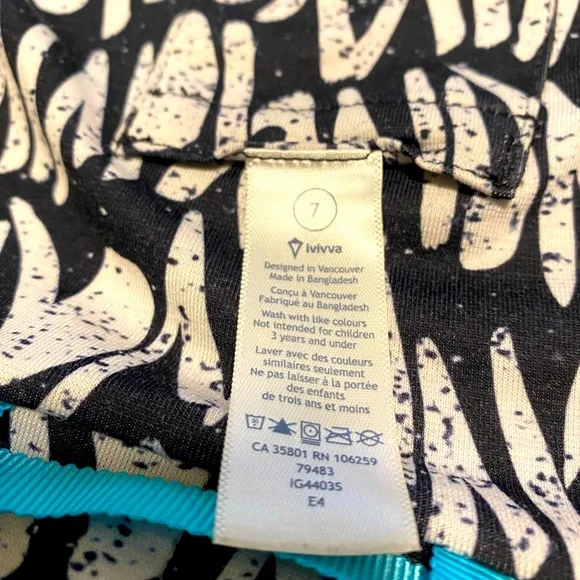 7
ivivva
Designed in Vancouver
Made in Bangladesh
Conçu à Vancouver
Fabriqué au Bangladesh
Wash with like colours
Not intended for children
3 years and under
Laver avec des couleurs
similaires seulement
Ne pas laisser à la portée
des enfants
de trois ans et moins
CA 35801 RN 106259
79483
IG4403S
E4